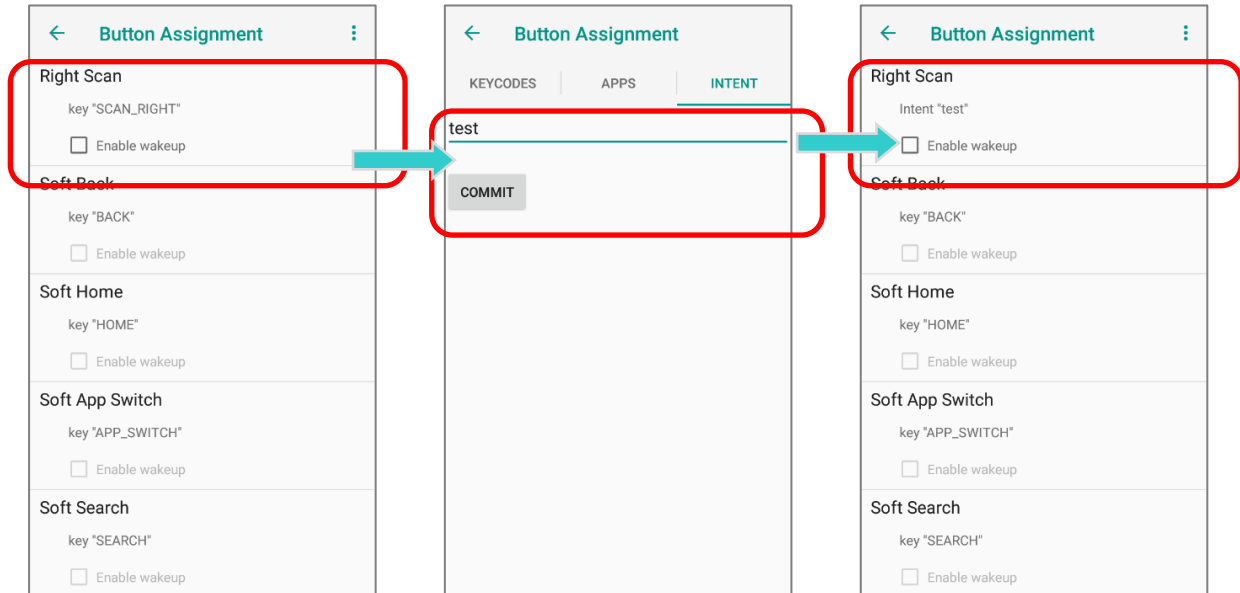 Button Assignment
Right Scan
key "SCAN_RIGHT"
Enable wakeup
Soft Back
key "BACK"
Enable wakeup
Soft Home
key "HOME"
Enable wakeup
Soft App Switch
key "APP_SWITCH"
Enable wakeup
Soft Search
key "SEARCH"
Enable wakeup
Button Assignment
KEYCODES APPS INTENT
test
COMMIT
Button Assignment
Right Scan
Intent "test"
Enable wakeup
Soft Back
key "BACK"
Enable wakeup
Soft Home
key "HOME"
Enable wakeup
Soft App Switch
key "APP_SWITCH"
Enable wakeup
Soft Search
key "SEARCH"
Enable wakeup